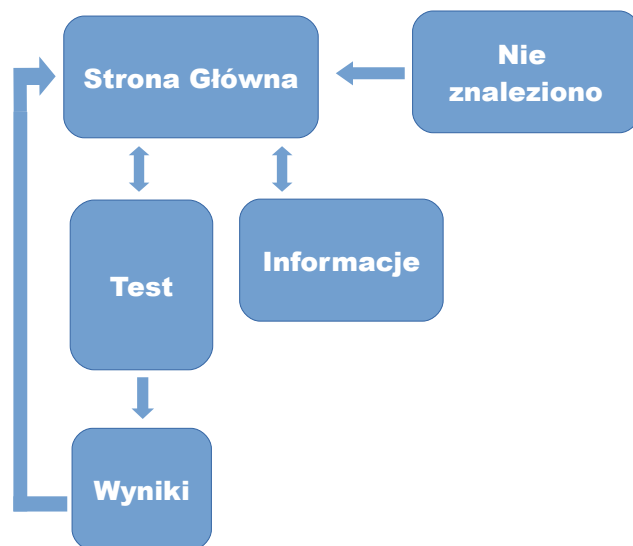 Strona Główna
Nie
znaleziono
Test
Informacje
Wyniki